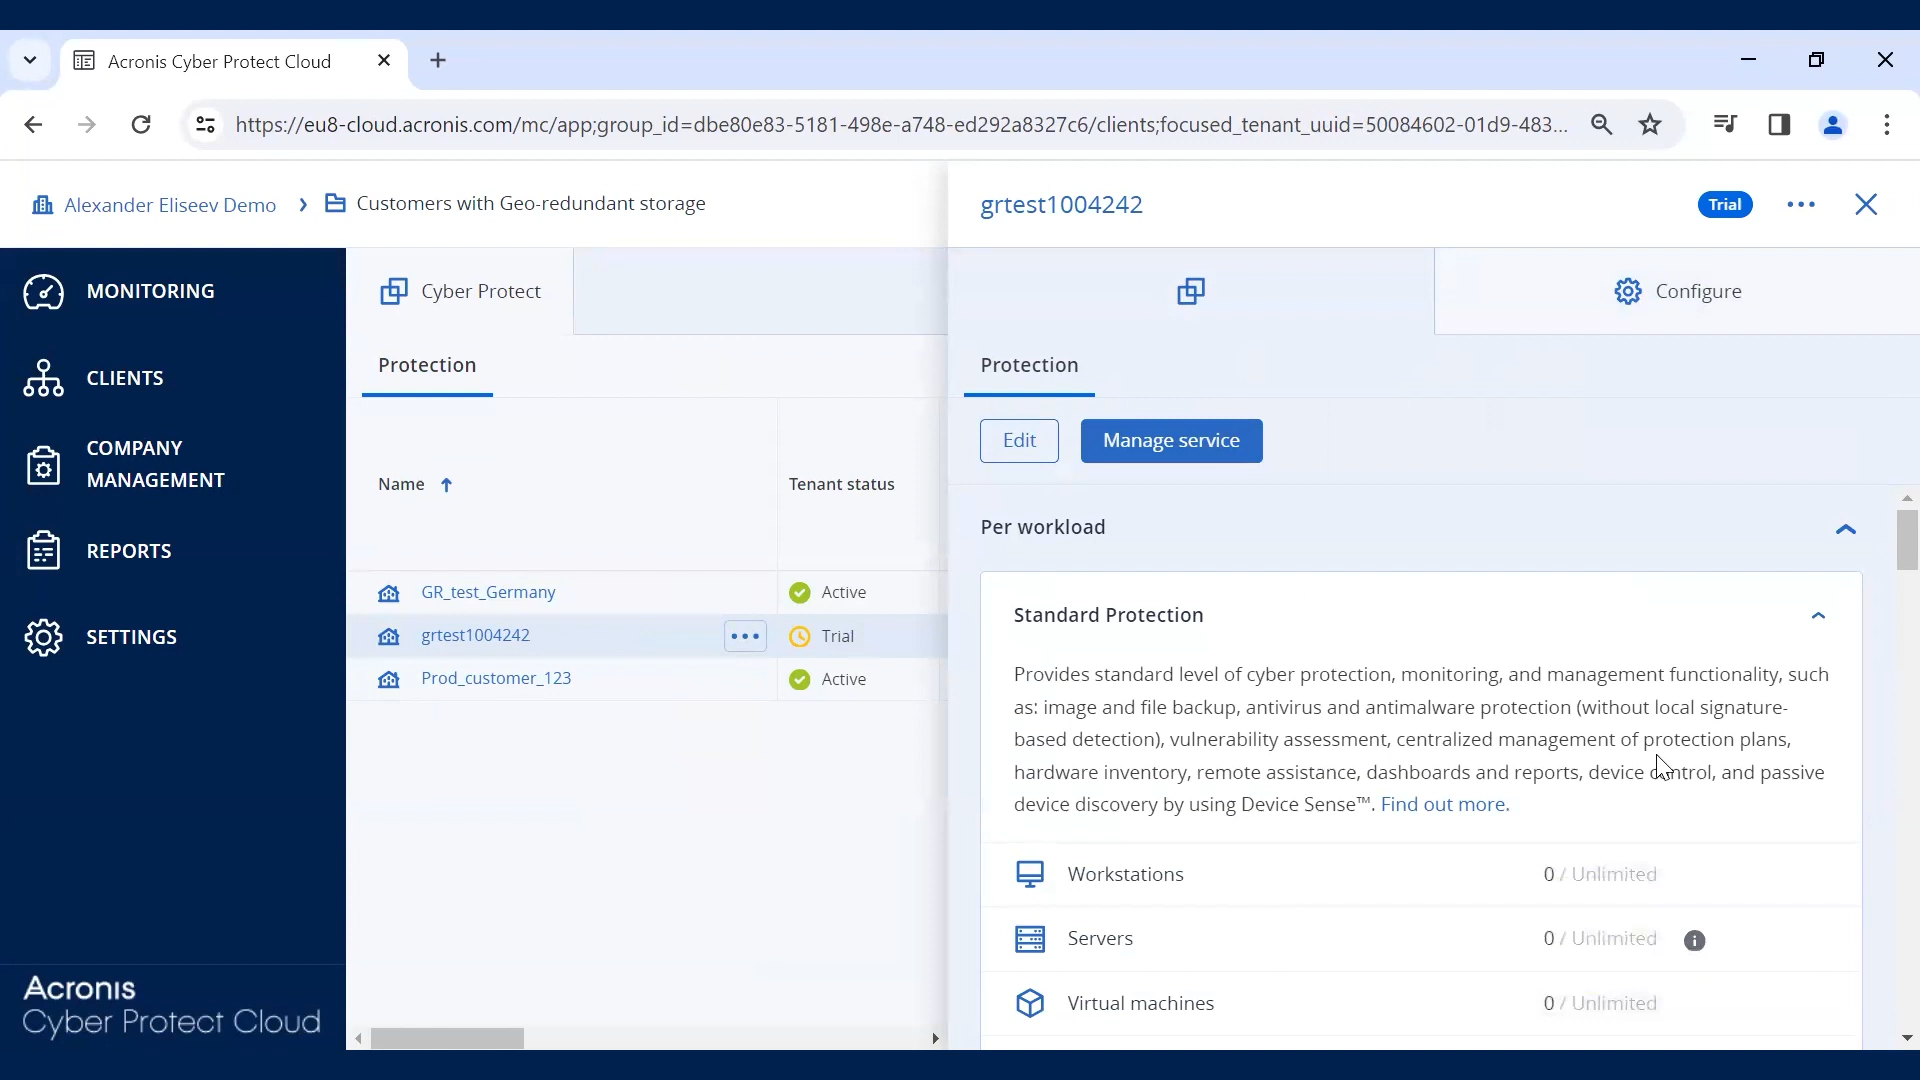 Acronis Cyber Protect Cloud
https://eu8-cloud.acronis.com/mc/app;group_id=dbe80e83-5181-498e-a748-ed292a8327c6/clients;focused_tenant_uuid=50084602-01d9-483...
Alexander Eliseev Demo
Customers with Geo-redundant storage
MONITORING
CLIENTS
COMPANY
MANAGEMENT
REPORTS
SETTINGS
Acronis
Cyber Protect Cloud
Cyber Protect
Protection
Name
Tenant status
GR_test_Germany
Active
grtest1004242
Trial
Prod_customer_123
Active
grtest1004242
Trial
Configure
Protection
Edit
Manage service
Per workload
Standard Protection
Provides standard level of cyber protection, monitoring, and management functionality, such
as: image and file backup, antivirus and antimalware protection (without local signature-
based detection), vulnerability assessment, centralized management of protection plans,
hardware inventory, remote assistance, dashboards and reports, device control, and passive
device discovery by using Device Sense™. Find out more.
Workstations
0 / Unlimited
Servers
0 / Unlimited
Virtual machines
0 / Unlimited